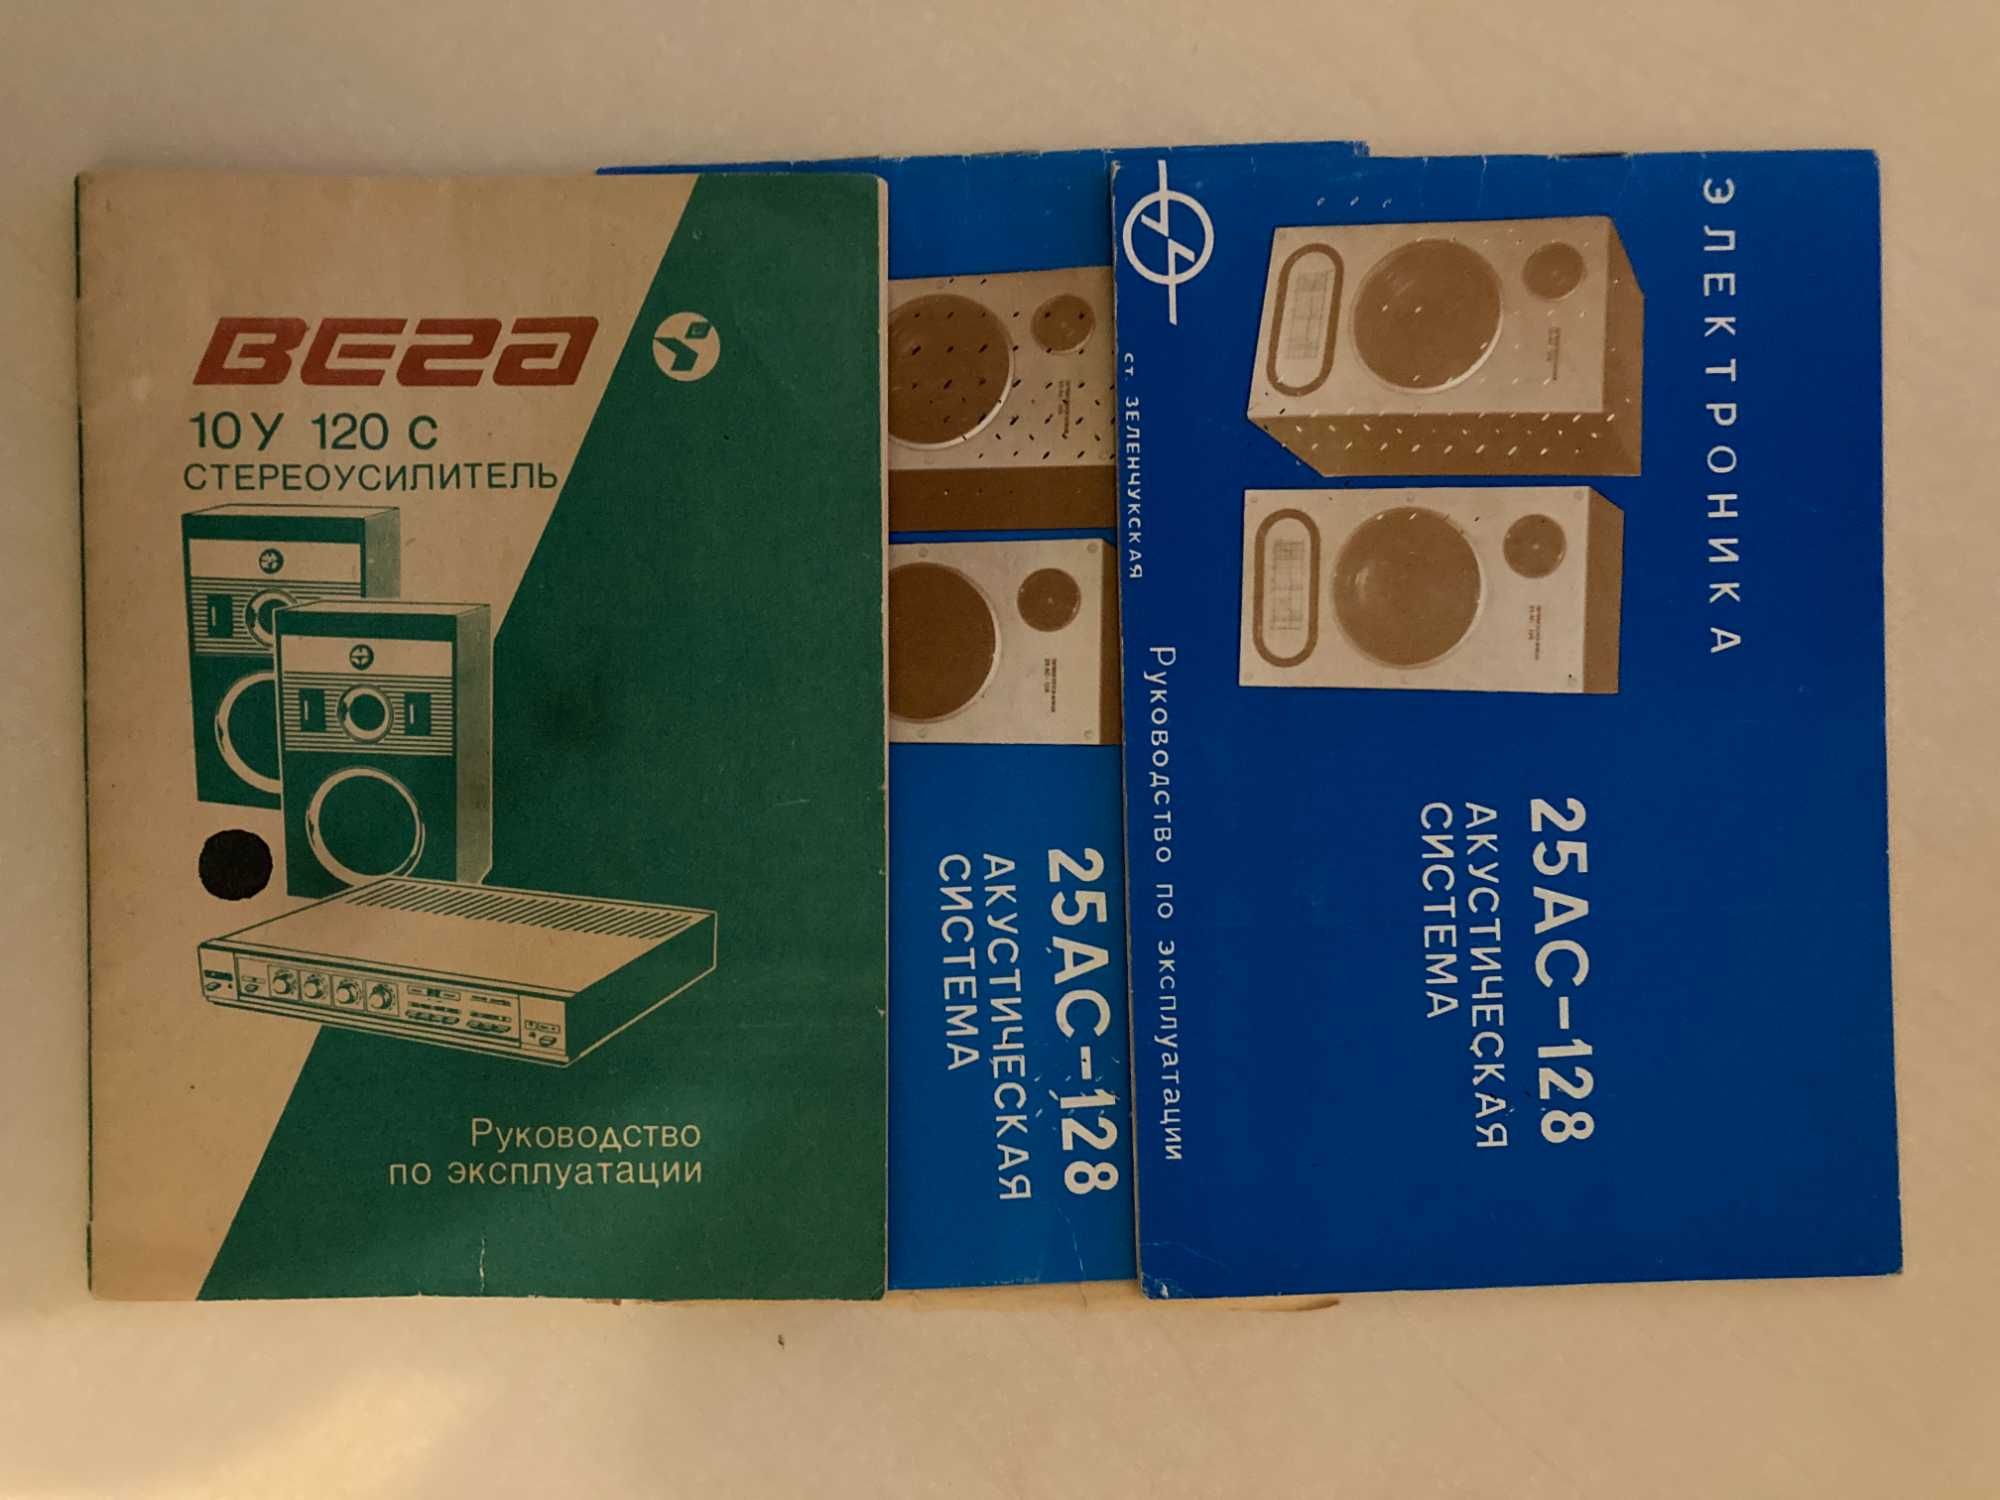 Вега
10У 120 С
СТЕРЕОУСИЛИТЕЛЬ
Руководство
по эксплуатации
25АС-128
АКУСТИЧЕСКАЯ
СИСТЕМА
ЭЛЕКТРОНИКА
25АС-128
АКУСТИЧЕСКАЯ
СИСТЕМА
ст. ЗЕЛЕНЧУКСКАЯ
Руководство по эксплуатации